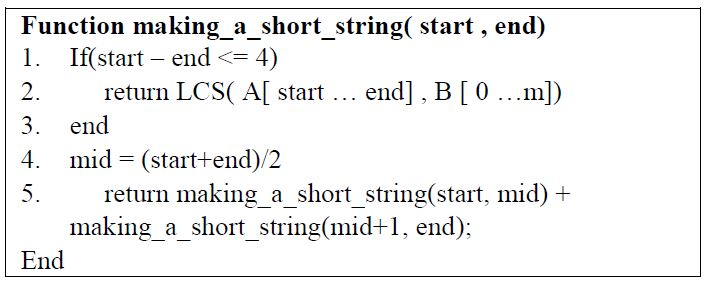 Function making_a_short_string( start , end)
1. If(start – end <= 4)
2. return LCS( A[ start … end] , B [ 0 …m])
3. end
4. mid = (start+end)/2
5. return making_a_short_string(start, mid) +
making_a_short_string(mid+1, end);
End